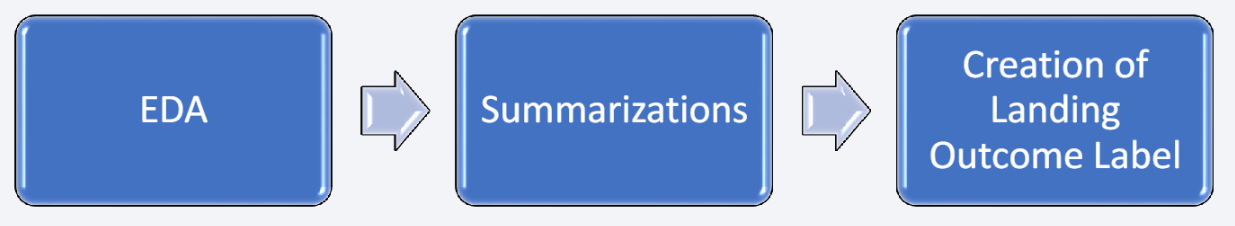 EDA
Summarizations
Creation of
Landing
Outcome Label